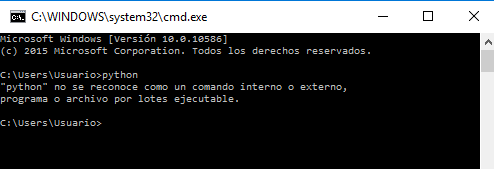 C:\WINDOWS\system32\cmd.exe
Microsoft Windows [Versión 10.0.10586]
(c) 2015 Microsoft Corporation. Todos los derechos reservados.
C:\Users\Usuario>python
"python" no se reconoce como un comando interno o externo,
programa o archivo por lotes ejecutable.
C:\Users\Usuario>